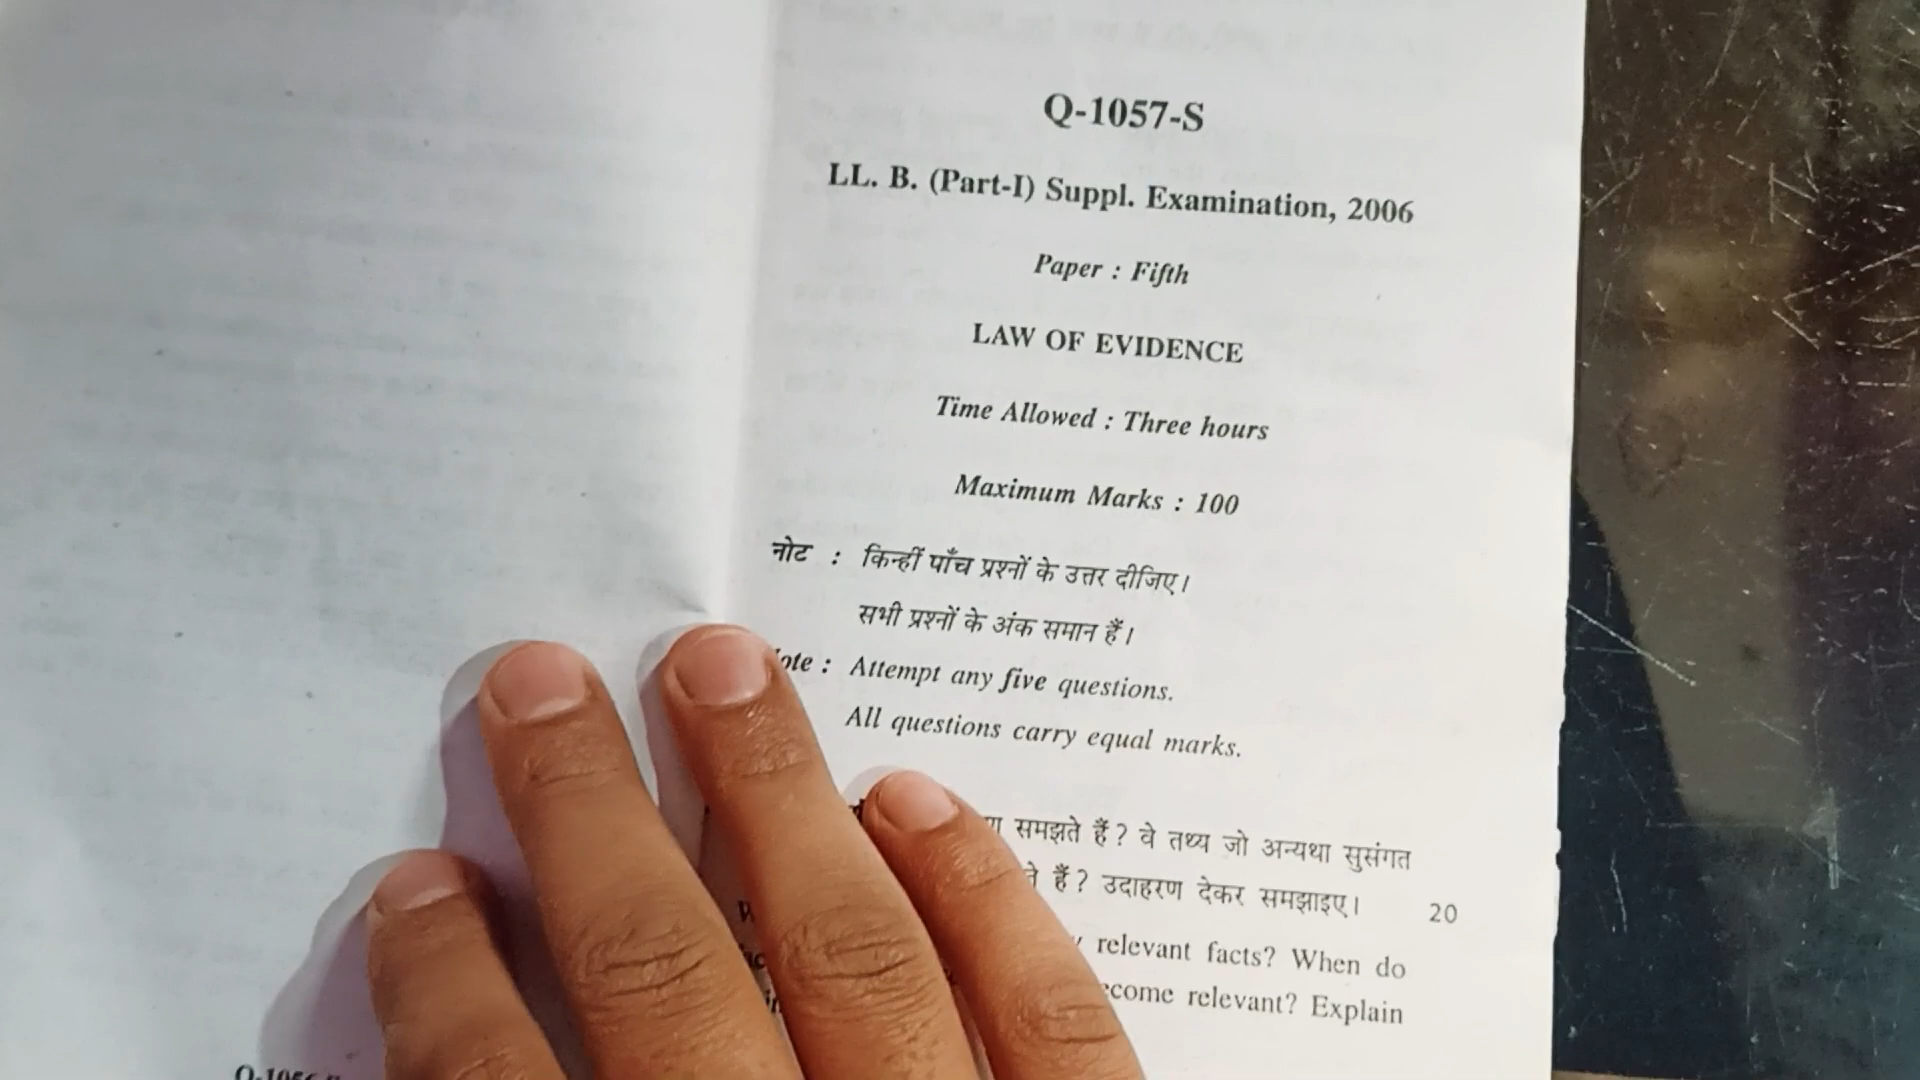 Q-1057-S
LL. B. (Part-I) Suppl. Examination, 2006
Paper : Fifth
LAW OF EVIDENCE
Time Allowed : Three hours
Maximum Marks : 100
नोट : किन्हीं पाँच प्रश्नों के उत्तर दीजिए।
सभी प्रश्नों के अंक समान हैं।
: Attempt any five questions.
All questions carry equal marks.
समझते हैं? वे तथ्य जो अन्यथा सुसंगत
हैं? उदाहरण देकर समझाइए। 20
relevant facts? When do
relevant? Explain